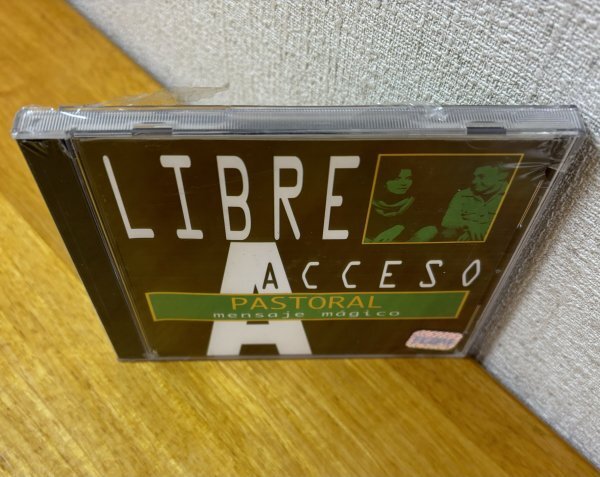 LIBRE
A
ACCESO
PASTORAL
mensaje mágico